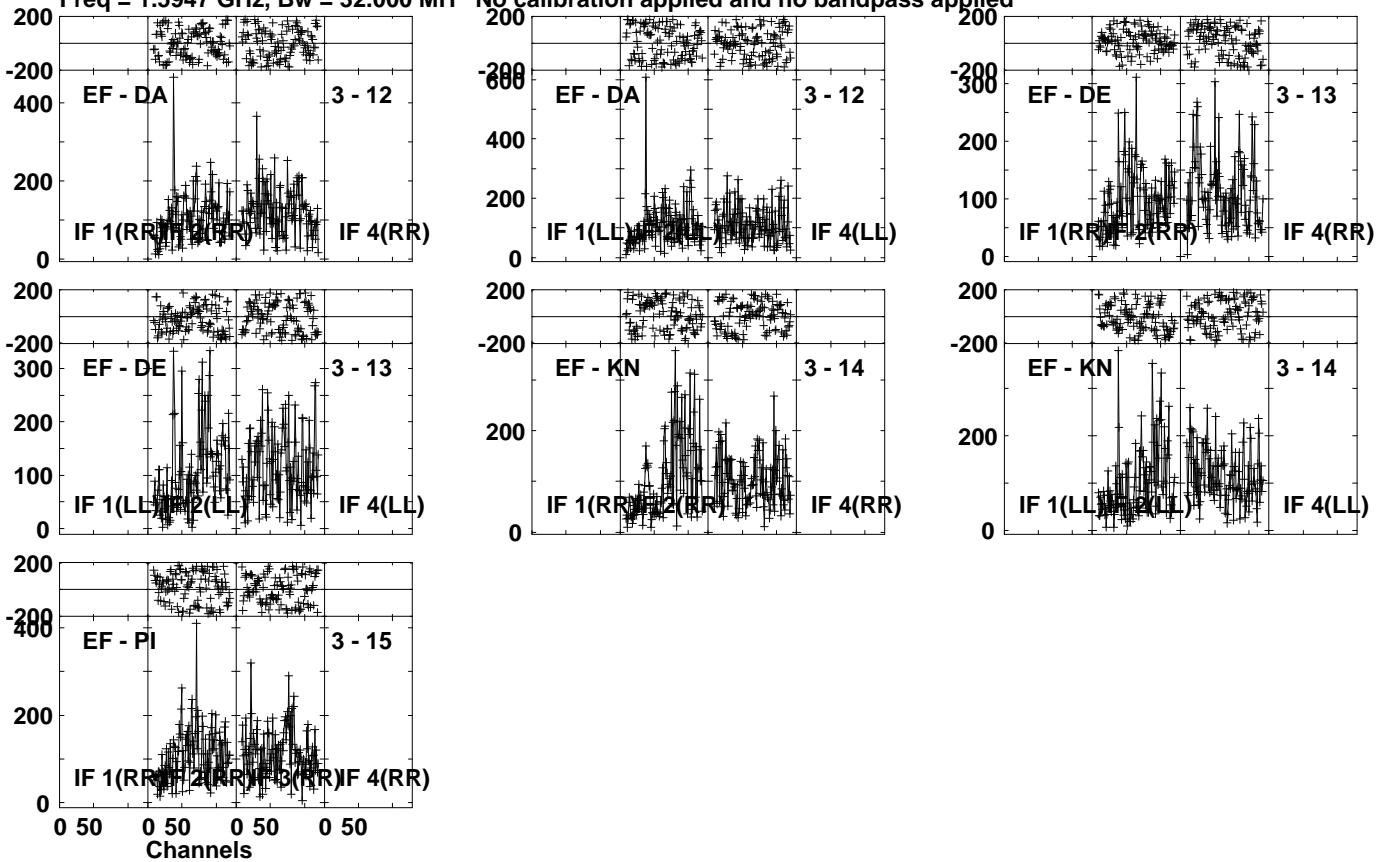 Freq = 1.5947 GHz, Bw = 32.000 MH No calibration applied and no bandpass applied
200
-200
EF - DA
3 - 12
400
200
0
IF 1(RR)
IF 2(RR)
IF 4(RR)
200
-200
600
EF - DA
3 - 12
400
200
0
IF 1(LL)
IF 2(LL)
IF 4(LL)
200
-200
300
EF - DE
3 - 13
200
100
0
IF 1(RR)
IF 2(RR)
IF 4(RR)
200
-200
300
EF - DE
3 - 13
200
100
0
IF 1(LL)
IF 2(LL)
IF 4(LL)
200
-200
EF - KN
3 - 14
200
0
IF 1(RR)
IF 2(RR)
IF 4(RR)
200
-200
EF - KN
3 - 14
200
0
IF 1(LL)
IF 2(LL)
IF 4(LL)
200
-200
400
EF - PI
3 - 15
200
0
IF 1(RR)
IF 2(RR)
IF 3(RR)
IF 4(RR)
0 50 0 50 0 50 0 50
Channels